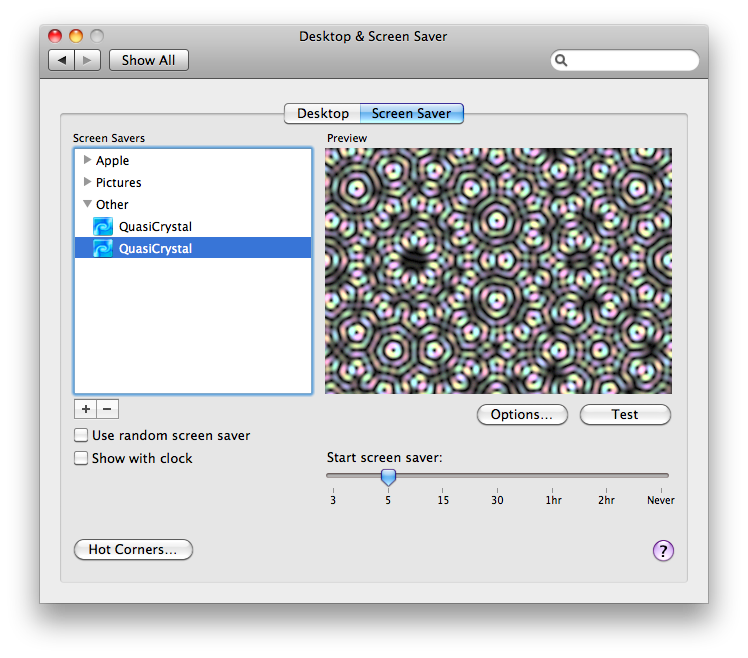 Desktop & Screen Saver
Show All
Desktop Screen Saver
Screen Savers
Preview
Apple
Pictures
Other
QuasiCrystal
QuasiCrystal
+ −
Options... Test
Use random screen saver
Show with clock
Start screen saver:
3 5 15 30 1hr 2hr Never
Hot Corners...
?